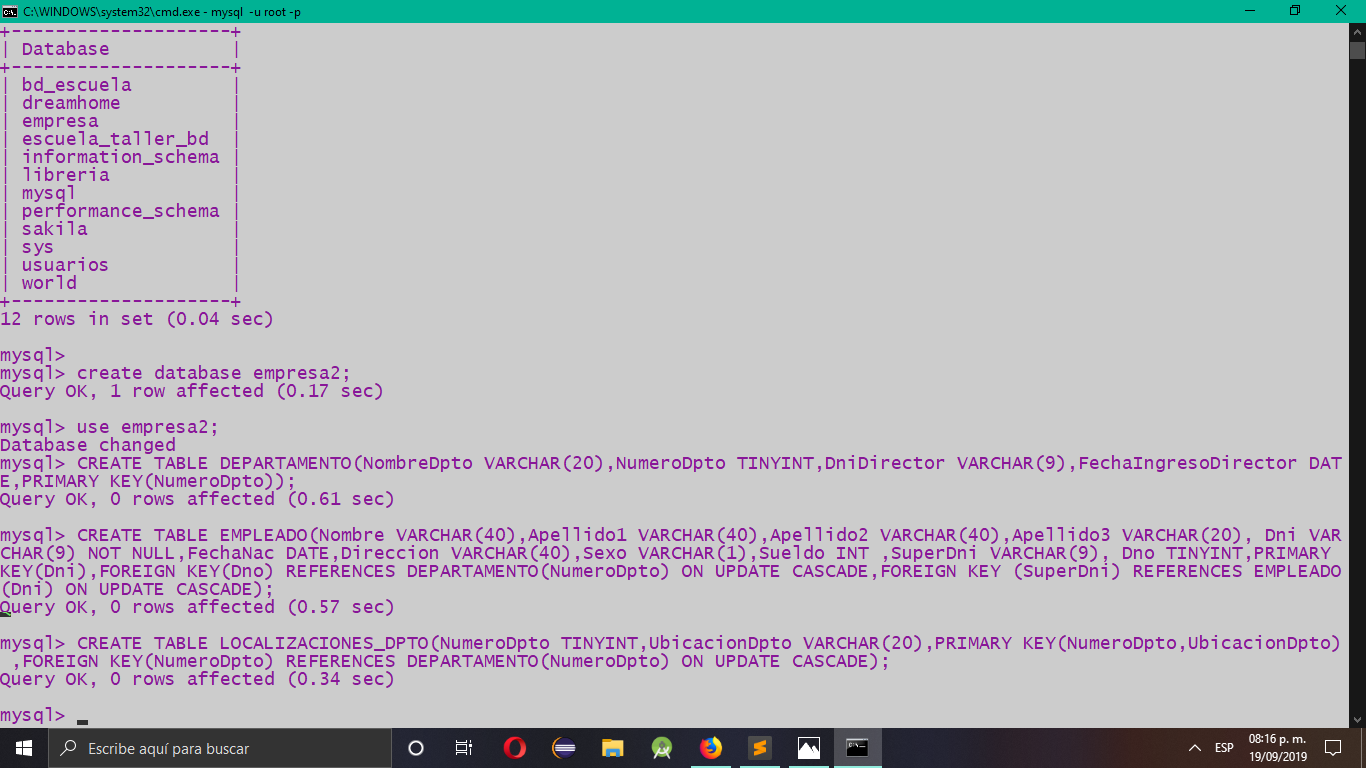 C:\WINDOWS\system32\cmd.exe - mysql -u root -p
+--------------------+
| Database           |
+--------------------+
| bd_escuela         |
| dreamhome          |
| empresa            |
| escuela_taller_bd  |
| information_schema |
| libreria           |
| mysql              |
| performance_schema |
| sakila             |
| sys                |
| usuarios           |
| world              |
+--------------------+
12 rows in set (0.04 sec)
mysql>
mysql> create database empresa2;
Query OK, 1 row affected (0.17 sec)
mysql> use empresa2;
Database changed
mysql> CREATE TABLE DEPARTAMENTO(NombreDpto VARCHAR(20),NumeroDpto TINYINT,DniDirector VARCHAR(9),FechaIngresoDirector DAT
E,PRIMARY KEY(NumeroDpto));
Query OK, 0 rows affected (0.61 sec)
mysql> CREATE TABLE EMPLEADO(Nombre VARCHAR(40),Apellido1 VARCHAR(40),Apellido2 VARCHAR(40),Apellido3 VARCHAR(20), Dni VAR
CHAR(9) NOT NULL,FechaNac DATE,Direccion VARCHAR(40),Sexo VARCHAR(1),Sueldo INT ,SuperDni VARCHAR(9), Dno TINYINT,PRIMARY
KEY(Dni),FOREIGN KEY(Dno) REFERENCES DEPARTAMENTO(NumeroDpto) ON UPDATE CASCADE,FOREIGN KEY (SuperDni) REFERENCES EMPLEADO
(Dni) ON UPDATE CASCADE);
Query OK, 0 rows affected (0.57 sec)
mysql> CREATE TABLE LOCALIZACIONES_DPTO(NumeroDpto TINYINT,UbicacionDpto VARCHAR(20),PRIMARY KEY(NumeroDpto,UbicacionDpto)
,FOREIGN KEY(NumeroDpto) REFERENCES DEPARTAMENTO(NumeroDpto) ON UPDATE CASCADE);
Query OK, 0 rows affected (0.34 sec)
mysql>
Escribe aquí para buscar
ESP
08:16 p. m.
19/09/2019